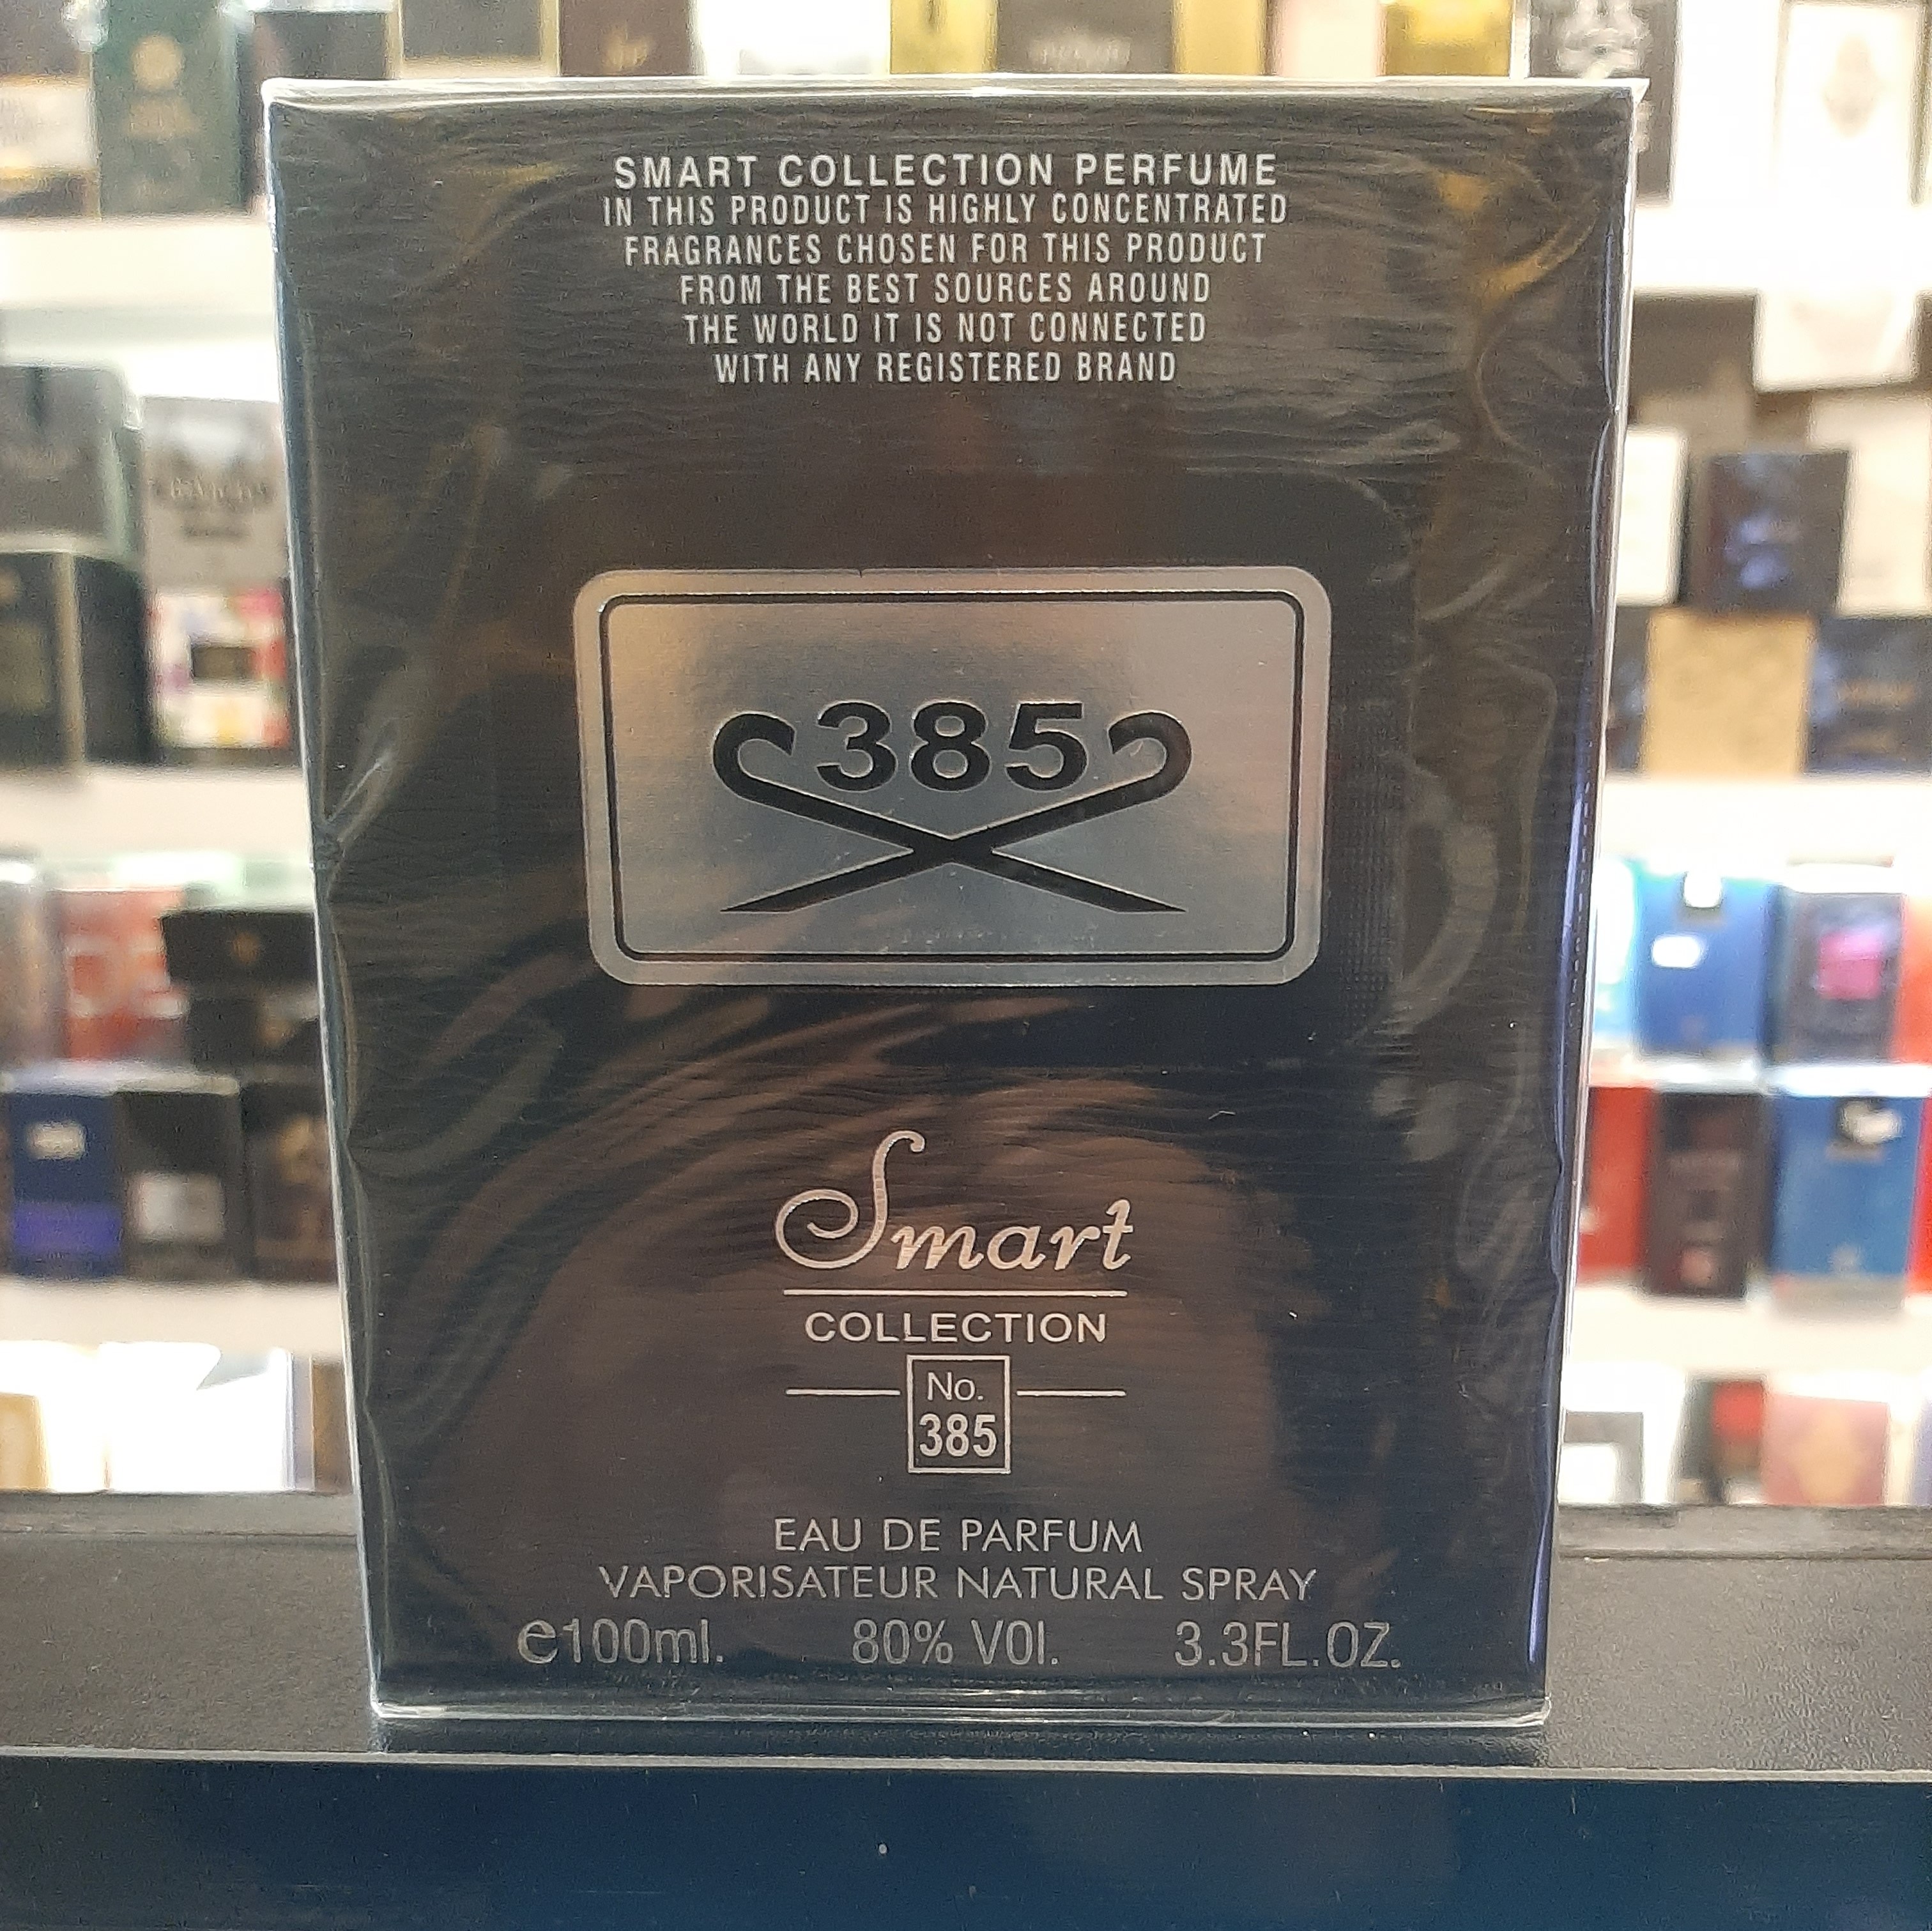 SMART COLLECTION PERFUME
IN THIS PRODUCT IS HIGHLY CONCENTRATED
FRAGRANCES CHOSEN FOR THIS PRODUCT
FROM THE BEST SOURCES AROUND
THE WORLD IT IS NOT CONNECTED
WITH ANY REGISTERED BRAND
385
Smart
COLLECTION
No.
385
EAU DE PARFUM
VAPORISATEUR NATURAL SPRAY
e100ml. 80% VOl. 3.3FL.OZ.